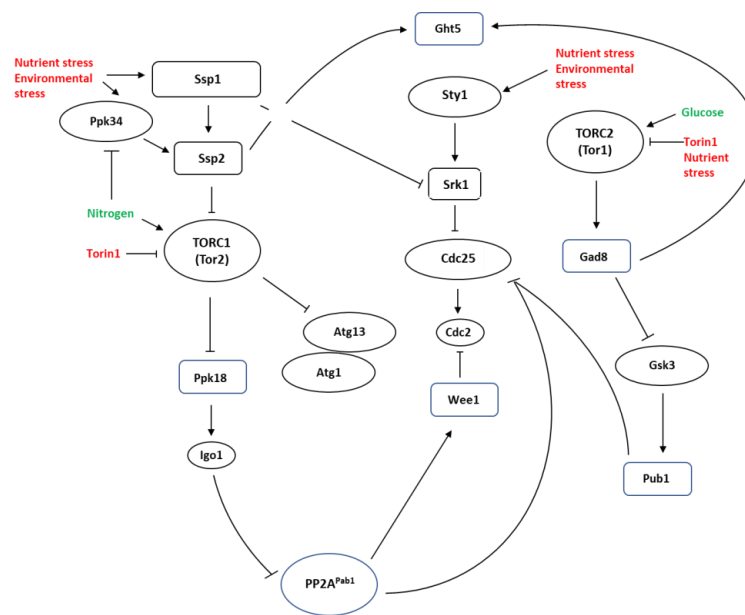 Ght5
Nutrient stress
Environmental
stress
Ssp1
Nutrient stress
Environmental
stress
Sty1
Ppk34
Glucose
TORC2
(Tor1)
Torin1
Nutrient
stress
Ssp2
Srk1
Nitrogen
TORC1
(Tor2)
Torin1
Cdc25
Gad8
Atg13
Cdc2
Atg1
Gsk3
Ppk18
Wee1
Igo1
Pub1
PP2APab1